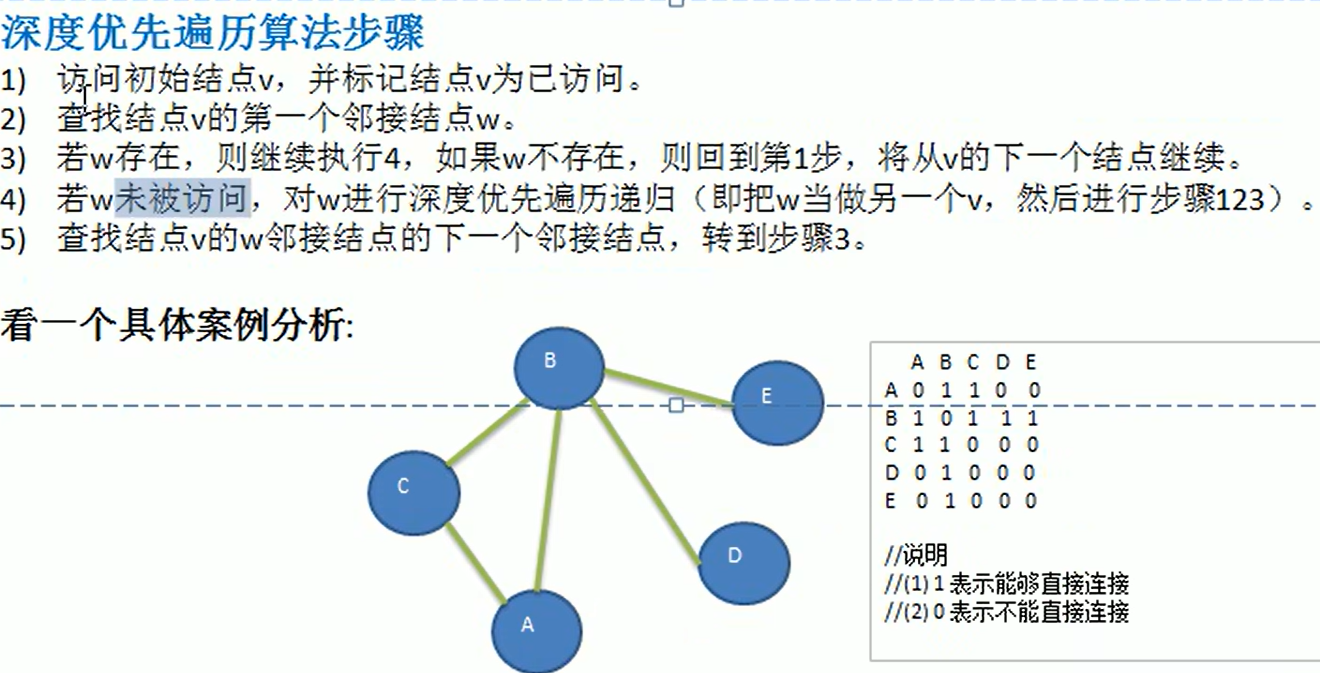 深度优先遍历算法步骤
1) 访问初始结点v，并标记结点v为已访问。
2) 查找结点v的第一个邻接结点w。
3) 若w存在，则继续执行4，如果w不存在，则回到第1步，将从v的下一个结点继续。
4) 若w未被访问，对w进行深度优先遍历递归（即把w当做另一个v，然后进行步骤123）。
5) 查找结点v的w邻接结点的下一个邻接结点，转到步骤3。
看一个具体案例分析:
B
E
C
D
A
A B C D E
A 0 1 1 0 0
B 1 0 1 1 1
C 1 1 0 0 0
D 0 1 0 0 0
E 0 1 0 0 0
//说明
//(1) 1 表示能够直接连接
//(2) 0 表示不能直接连接